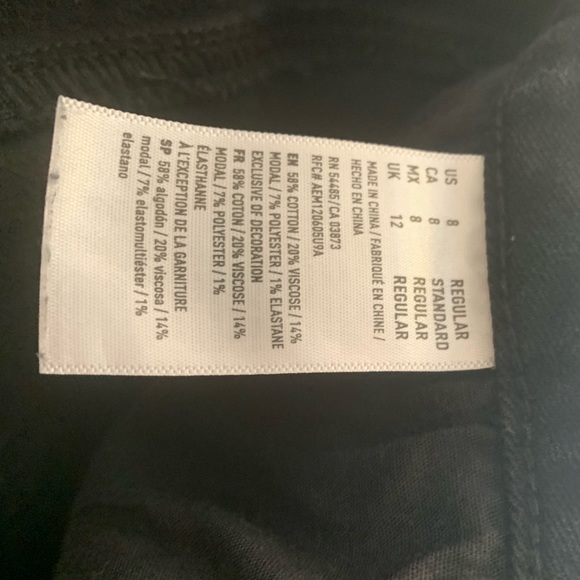 US 8 REGULAR
CA 8 STANDARD
MX 8 REGULAR
UK 12 REGULAR
MADE IN CHINA / FABRIQUÉ EN CHINE /
HECHO EN CHINA
RN 54485 / CA 03873
RFC# AEM120605U9A
EN 58% COTTON / 20% VISCOSE / 14%
MODAL / 7% POLYESTER / 1% ELASTANE
EXCLUSIVE OF DECORATION
FR 58% COTON / 20% VISCOSE / 14%
MODAL / 7% POLYESTER / 1%
ÉLASTHANNE
À L'EXCEPTION DE LA GARNITURE
SP 58% algodón / 20% viscosa / 14%
modal / 7% elastomultiéster / 1%
elastano